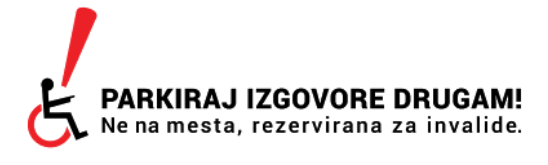 PARKIRAJ IZGOVORE DRUGAM!
Ne na mesta, rezervirana za invalide.